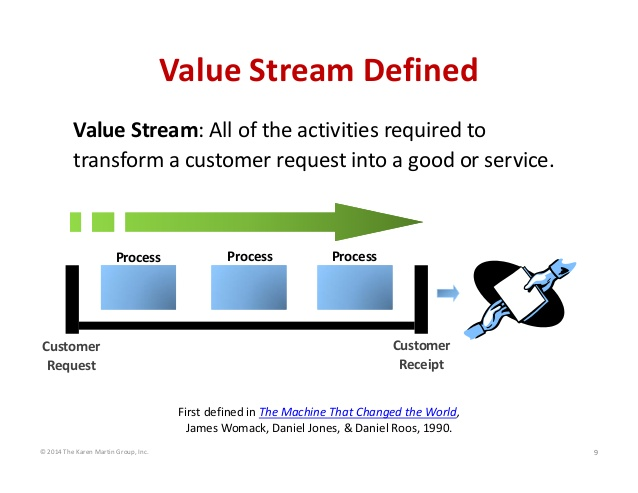 Value Stream Defined
Value Stream: All of the activities required to
transform a customer request into a good or service.
Process
Process
Process
Customer
Request
Customer
Receipt
First defined in The Machine That Changed the World,
James Womack, Daniel Jones, & Daniel Roos, 1990.
© 2014 The Karen Martin Group, Inc.
9